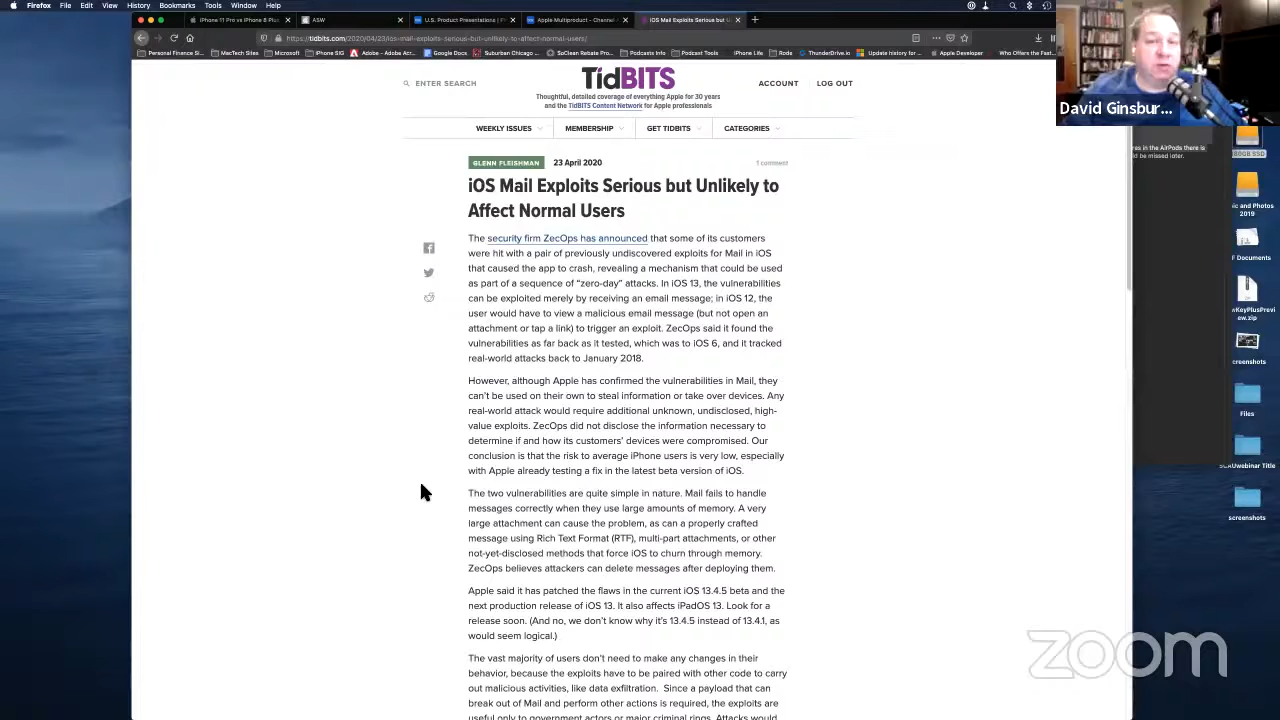 Firefox File Edit View History Bookmarks Tools Window Help
iPhone 11 Pro vs iPhone 8 Plus
ASW
U.S. Product Presentations |
Apple Multiproduct - Channel
iOS Mail Exploits Serious but U
https://tidbits.com/2020/04/23/ios-mail-exploits-serious-but-unlikely-to-affect-normal-users/
Personal Finance Si... MacTech Sites Microsoft iPhone SIG Adobe - Adobe Acr... Google Docs Suburban Chicago ... SoClean Rebate Pro... Podcasts Info Podcast Tools iPhone Life Rode ThunderDrive.io Update history for ... Apple Developer Who Offers the Fast...
David Ginsbur...
ENTER SEARCH
TidBITS
Thoughtful, detailed coverage of everything Apple for 30 years
and the TidBITS Content Network for Apple professionals
ACCOUNT LOG OUT
WEEKLY ISSUES MEMBERSHIP GET TIDBITS CATEGORIES
GLENN FLEISHMAN 23 April 2020 1 comment
iOS Mail Exploits Serious but Unlikely to
Affect Normal Users
The security firm ZecOps has announced that some of its customers
were hit with a pair of previously undiscovered exploits for Mail in iOS
that caused the app to crash, revealing a mechanism that could be used
as part of a sequence of “zero-day” attacks. In iOS 13, the vulnerabilities
can be exploited merely by receiving an email message; in iOS 12, the
user would have to view a malicious email message (but not open an
attachment or tap a link) to trigger an exploit. ZecOps said it found the
vulnerabilities as far back as it tested, which was to iOS 6, and it tracked
real-world attacks back to January 2018.
However, although Apple has confirmed the vulnerabilities in Mail, they
can’t be used on their own to steal information or take over devices. Any
real-world attack would require additional unknown, undisclosed, high-
value exploits. ZecOps did not disclose the information necessary to
determine if and how its customers’ devices were compromised. Our
conclusion is that the risk to average iPhone users is very low, especially
with Apple already testing a fix in the latest beta version of iOS.
The two vulnerabilities are quite simple in nature. Mail fails to handle
messages correctly when they use large amounts of memory. A very
large attachment can cause the problem, as can a properly crafted
message using Rich Text Format (RTF), multi-part attachments, or other
not-yet-disclosed methods that force iOS to churn through memory.
ZecOps believes attackers can delete messages after deploying them.
Apple said it has patched the flaws in the current iOS 13.4.5 beta and the
next production release of iOS 13. It also affects iPadOS 13. Look for a
release soon. (And no, we don’t know why it’s 13.4.5 instead of 13.4.1, as
would seem logical.)
The vast majority of users don’t need to make any changes in their
behavior, because the exploits have to be paired with other code to carry
out malicious activities, like data exfiltration. Since a payload that can
break out of Mail and perform other actions is required, the exploits are
useful only to government actors or major criminal rings. Attacks would
res in the AirPods there is
ld be missed later.
GB SSD
ic and Photos
2019
F Documents
wKeyPlusPrevi
ew.zip
screenshots
Files
SCAUwebinar Title
screenshots
zoom